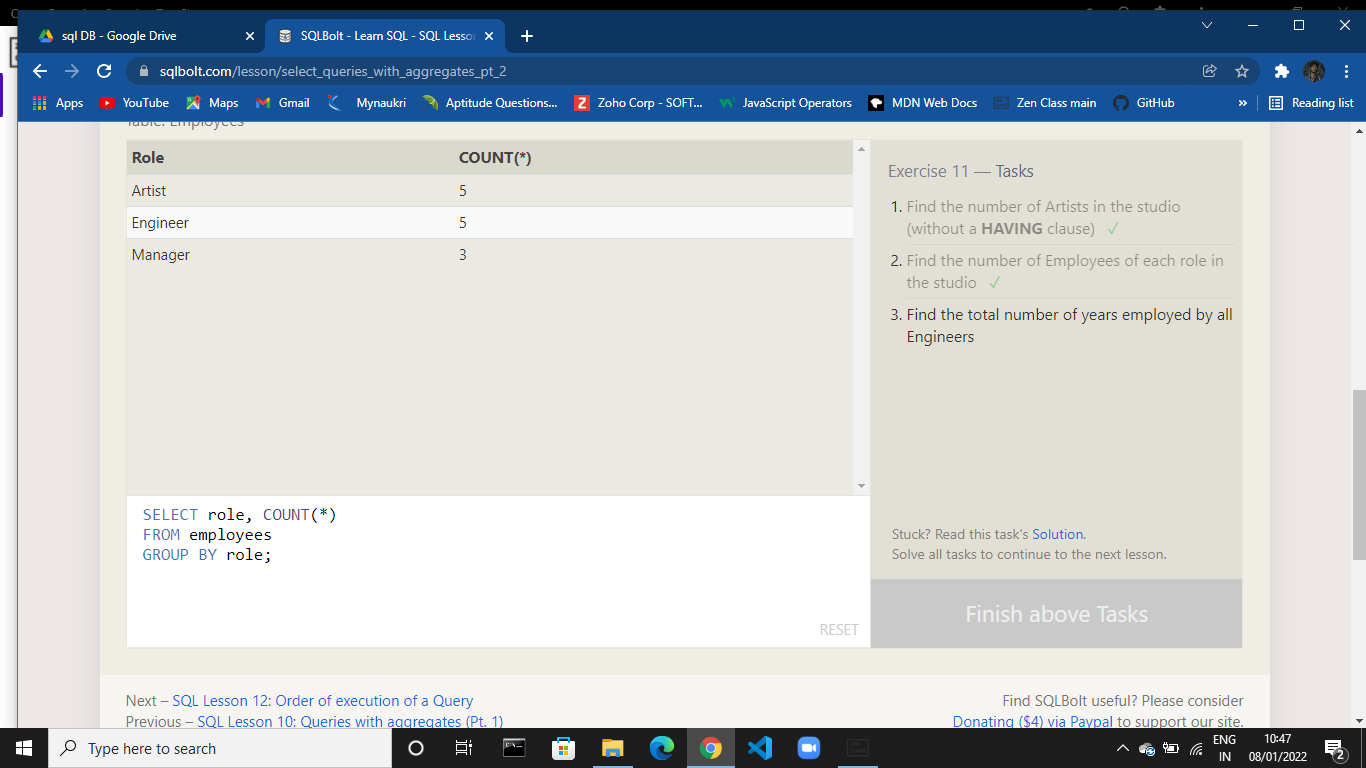 sql DB - Google Drive
SQLBolt - Learn SQL - SQL Lesson
sqlbolt.com/lesson/select_queries_with_aggregates_pt_2
Apps
YouTube
Maps
Gmail
Mynaukri
Aptitude Questions...
Zoho Corp - SOFT...
JavaScript Operators
MDN Web Docs
Zen Class main
GitHub
»
Reading list
Table: Employees
Role COUNT(*)
Artist 5
Engineer 5
Manager 3
SELECT role, COUNT(*)
FROM employees
GROUP BY role;
RESET
Exercise 11 — Tasks
1. Find the number of Artists in the studio
(without a HAVING clause) ✓
2. Find the number of Employees of each role in
the studio ✓
3. Find the total number of years employed by all
Engineers
Stuck? Read this task's Solution.
Solve all tasks to continue to the next lesson.
Finish above Tasks
Next – SQL Lesson 12: Order of execution of a Query
Previous – SQL Lesson 10: Queries with aggregates (Pt. 1)
Find SQLBolt useful? Please consider
Donating ($4) via Paypal to support our site.
Type here to search
ENG
IN
10:47
08/01/2022
2